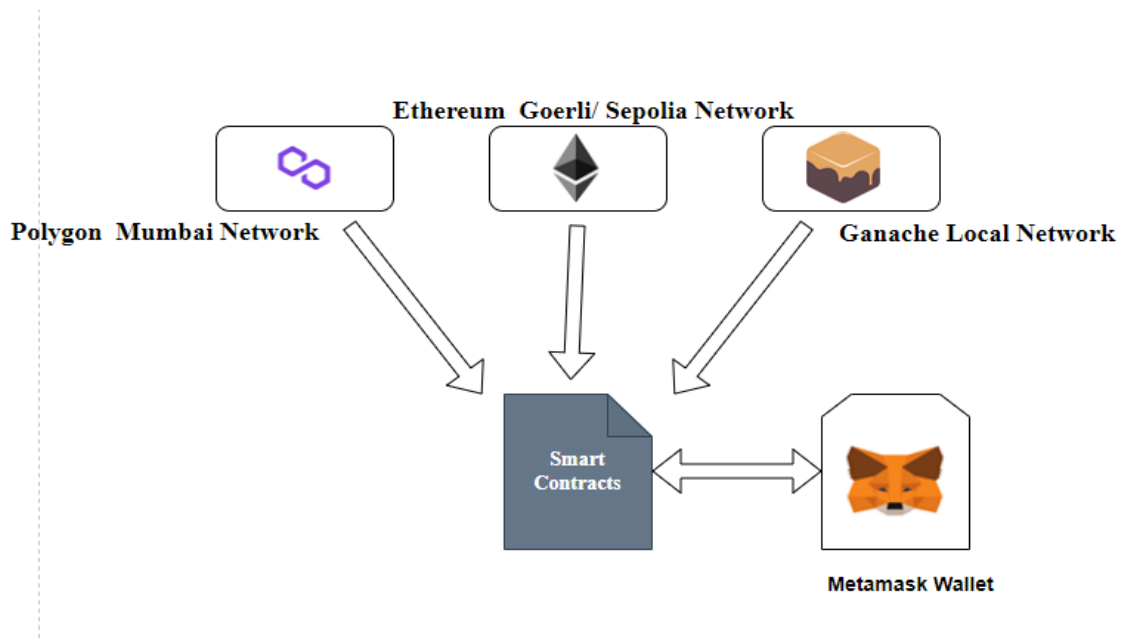 Ethereum Goerli/ Sepolia Network
Polygon Mumbai Network
Ganache Local Network
Smart
Contracts
Metamask Wallet